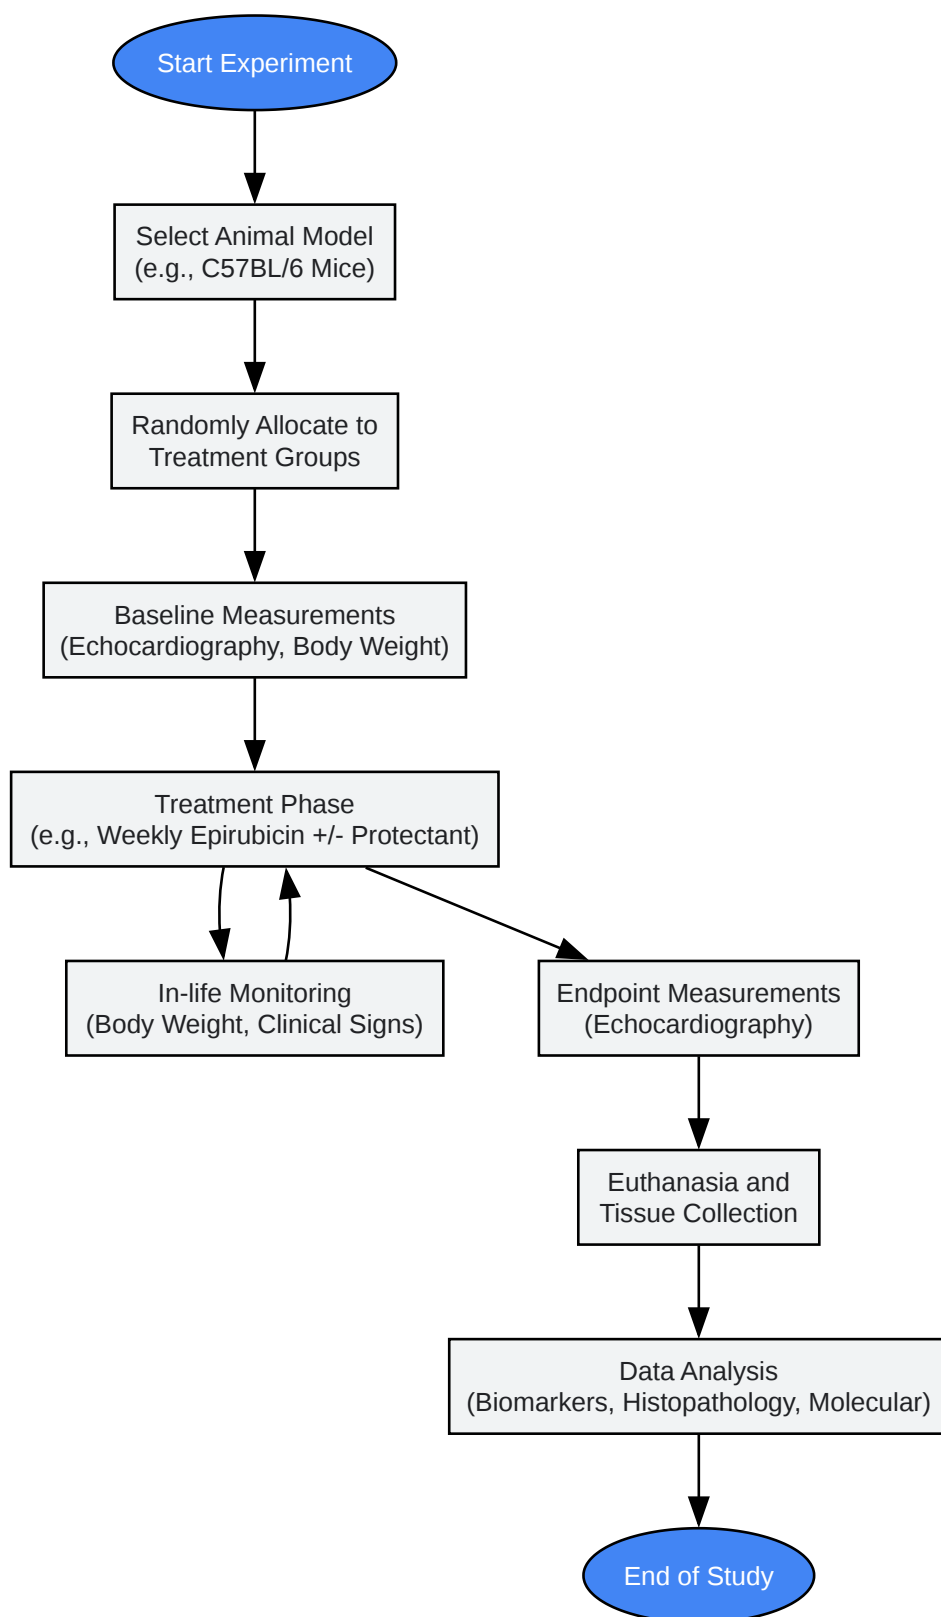 Start Experiment
Select Animal Model
(e.g., C57BL/6 Mice)
Randomly Allocate to
Treatment Groups
Baseline Measurements
(Echocardiography, Body Weight)
Treatment Phase
(e.g., Weekly Epirubicin +/- Protectant)
In-life Monitoring
(Body Weight, Clinical Signs)
Endpoint Measurements
(Echocardiography)
Euthanasia and
Tissue Collection
Data Analysis
(Biomarkers, Histopathology, Molecular)
End of Study